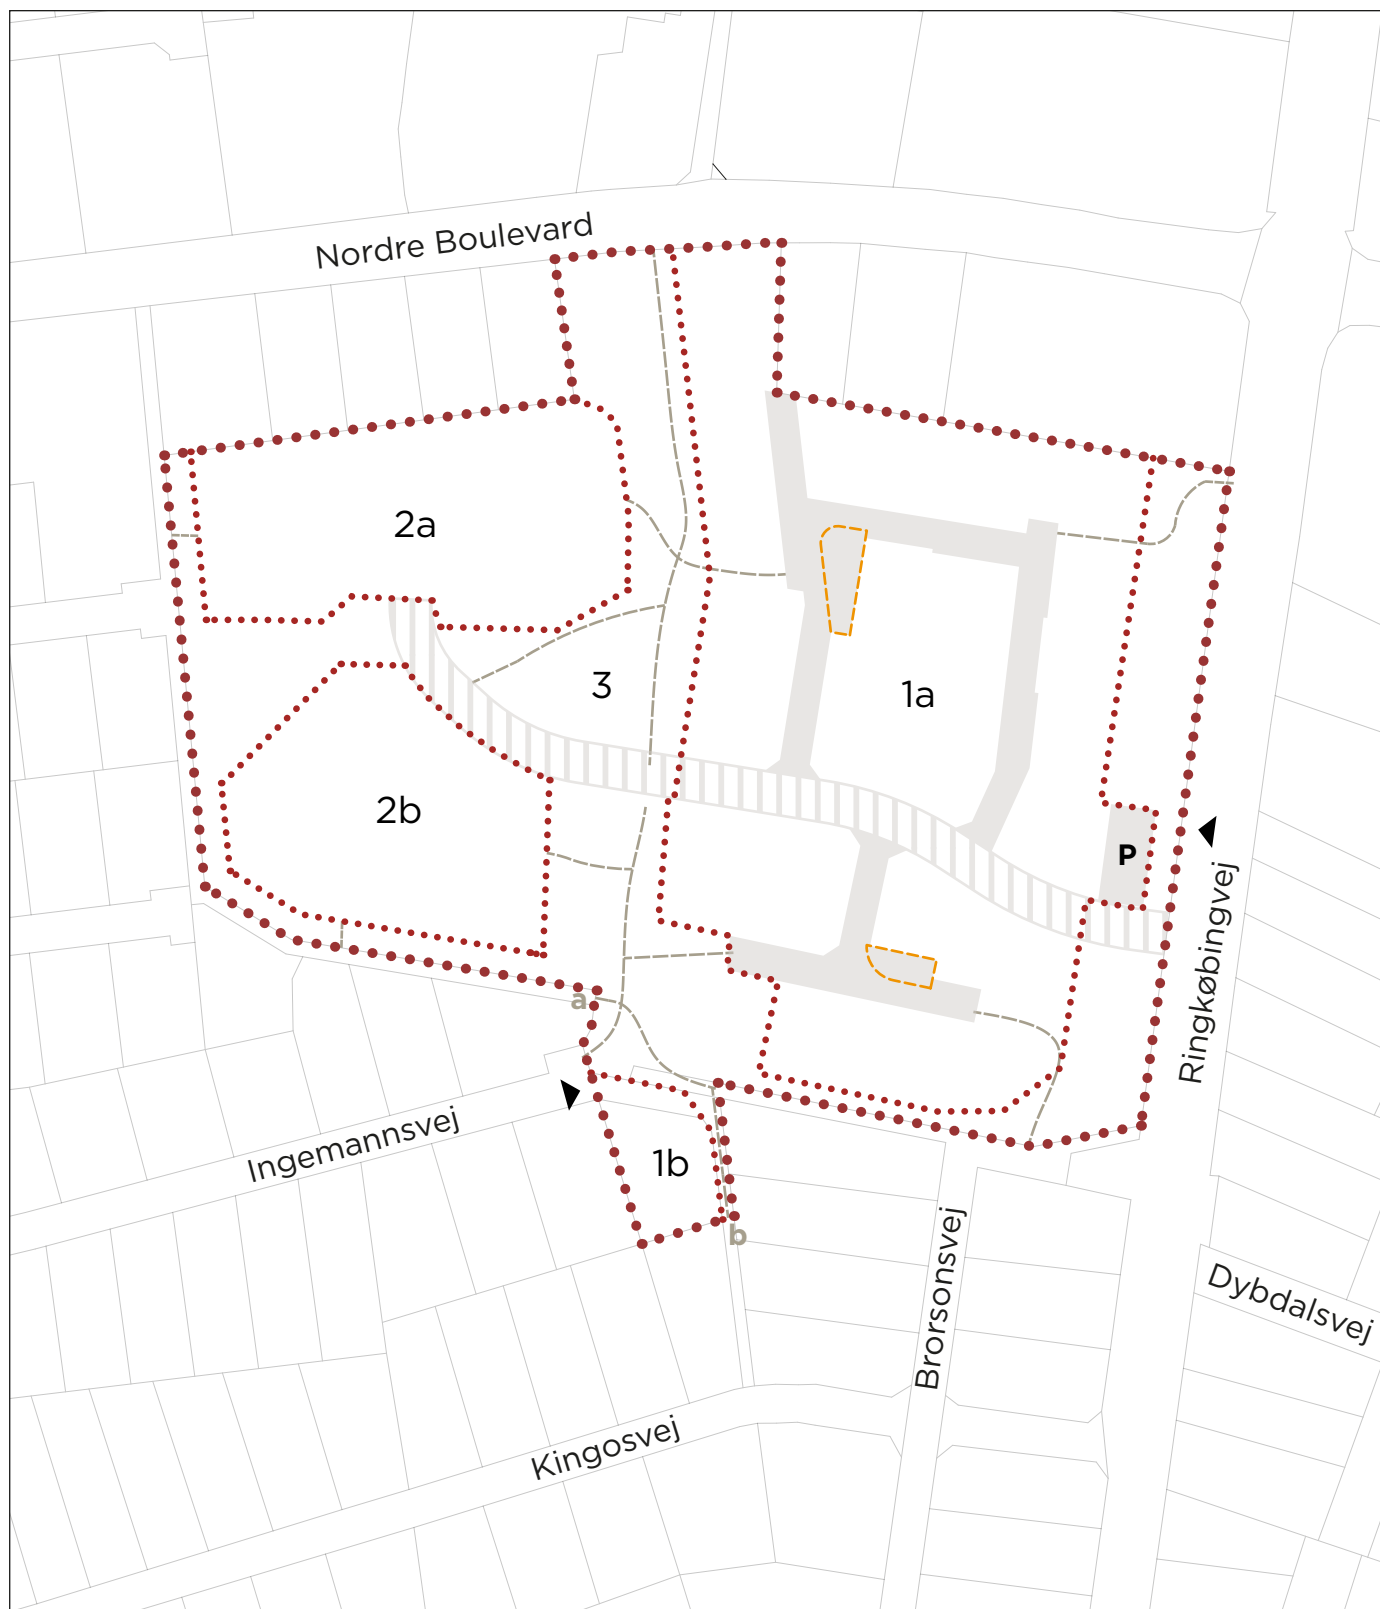 Nordre Boulevard
2a
3
1a
2b
P
Ringkøbingvej
a
Ingemannsvej
1b
b
Brorsonsvej
Dybdalsvej
Kingosvej